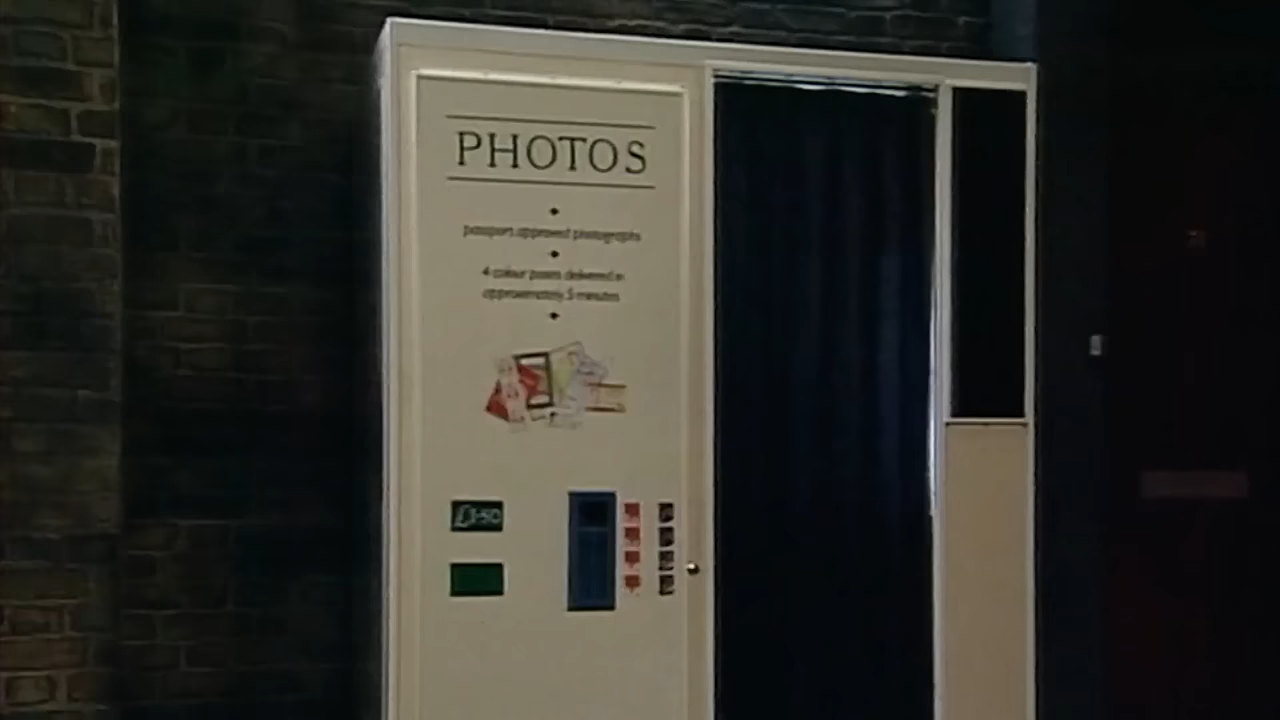 PHOTOS
passport approved photographs
4 colour poses delivered in
approximately 5 minutes
£1·50